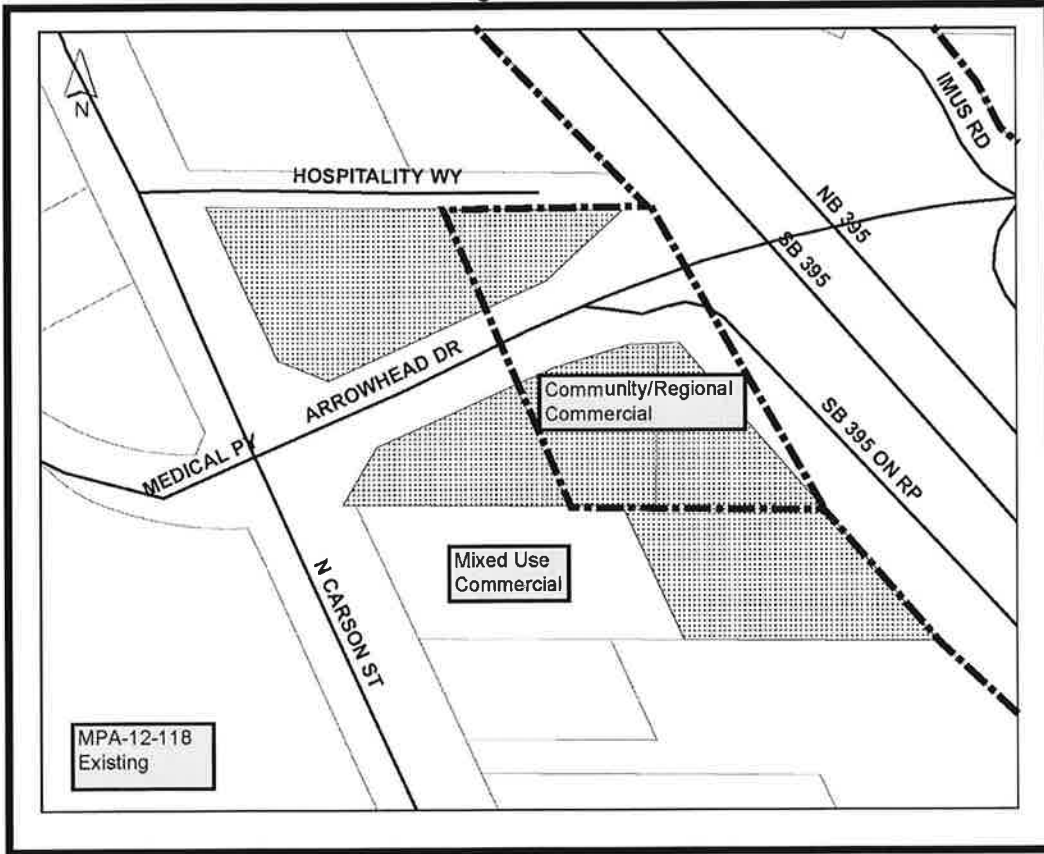 IMUS RD
N
HOSPITALITY WY
NB 395
SB 395
ARROWHEAD DR
Community/Regional
Commercial
SB 395 ON RP
MEDICAL PY
Mixed Use
Commercial
N CARSON ST
MPA-12-118
Existing